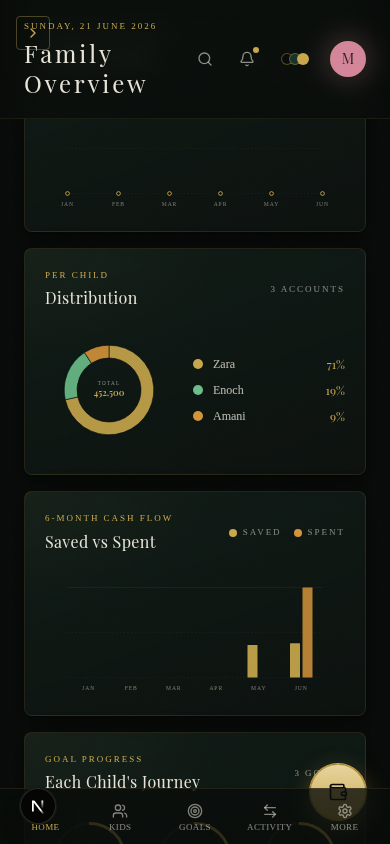 SUNDAY, 21 JUNE 2026
Family
Overview
M
JAN FEB MAR APR MAY JUN
PER CHILD
Distribution
3 ACCOUNTS
TOTAL
452,500
Zara 71%
Enoch 19%
Amani 9%
6-MONTH CASH FLOW
Saved vs Spent
SAVED SPENT
JAN FEB MAR APR MAY JUN
GOAL PROGRESS
Each Child's Journey
3 GO
N
HOME KIDS GOALS ACTIVITY MORE